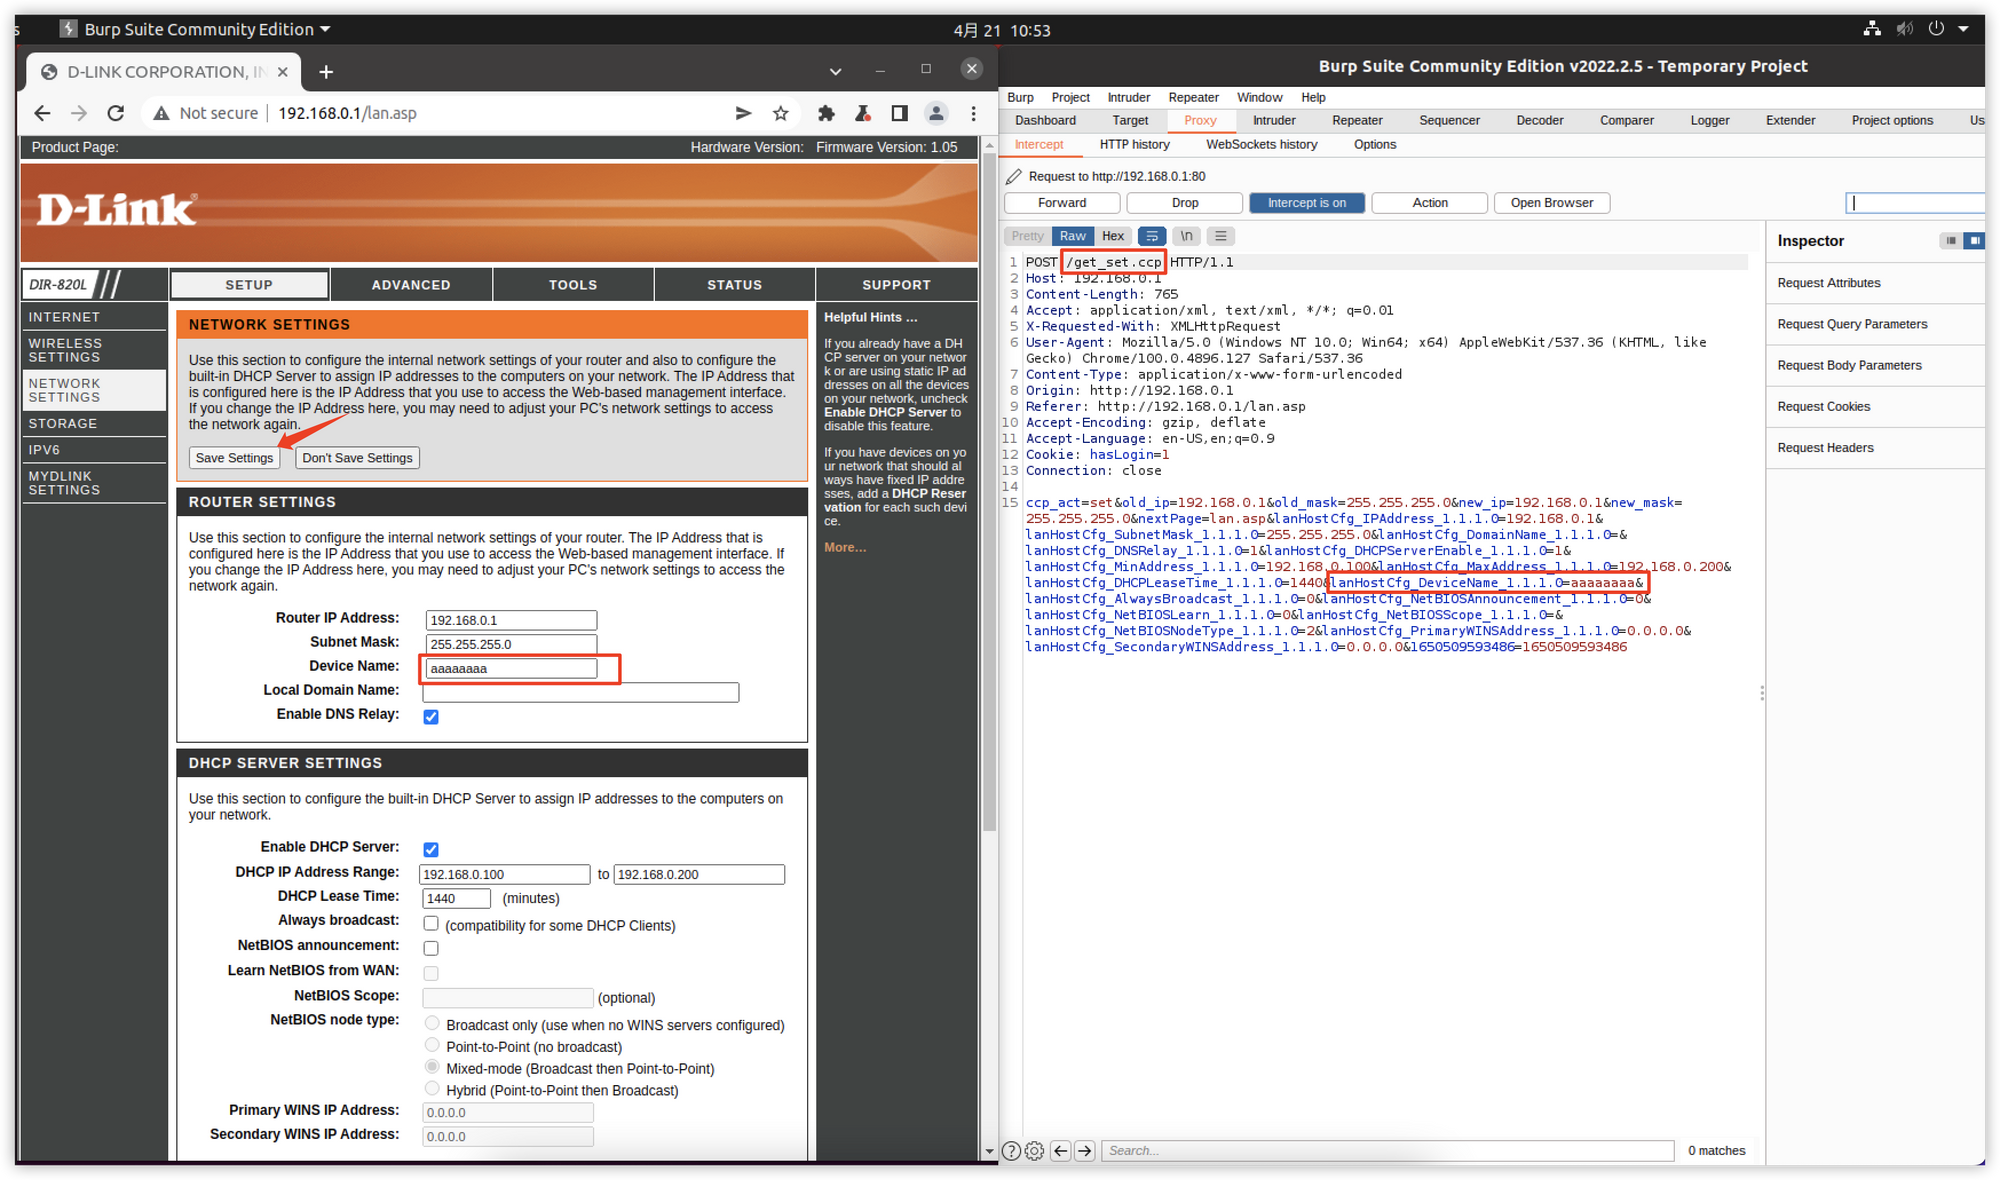 s
Burp Suite Community Edition
4月 21 10:53
D-LINK CORPORATION, IN
Not secure
192.168.0.1/lan.asp
Product Page:
Hardware Version: Firmware Version: 1.05
D-Link
DIR-820L
SETUP
ADVANCED
TOOLS
STATUS
SUPPORT
INTERNET
WIRELESS
SETTINGS
NETWORK
SETTINGS
STORAGE
IPV6
MYDLINK
SETTINGS
NETWORK SETTINGS
Use this section to configure the internal network settings of your router and also to configure the
built-in DHCP Server to assign IP addresses to the computers on your network. The IP Address that
is configured here is the IP Address that you use to access the Web-based management interface.
If you change the IP Address here, you may need to adjust your PC's network settings to access
the network again.
Save Settings
Don't Save Settings
ROUTER SETTINGS
Use this section to configure the internal network settings of your router. The IP Address that is
configured here is the IP Address that you use to access the Web-based management interface. If
you change the IP Address here, you may need to adjust your PC's network settings to access the
network again.
Router IP Address: 192.168.0.1
Subnet Mask: 255.255.255.0
Device Name: aaaaaaaa
Local Domain Name:
Enable DNS Relay:
DHCP SERVER SETTINGS
Use this section to configure the built-in DHCP Server to assign IP addresses to the computers on
your network.
Enable DHCP Server:
DHCP IP Address Range: 192.168.0.100 to 192.168.0.200
DHCP Lease Time: 1440 (minutes)
Always broadcast: (compatibility for some DHCP Clients)
NetBIOS announcement:
Learn NetBIOS from WAN:
NetBIOS Scope: (optional)
NetBIOS node type: Broadcast only (use when no WINS servers configured)
Point-to-Point (no broadcast)
Mixed-mode (Broadcast then Point-to-Point)
Hybrid (Point-to-Point then Broadcast)
Primary WINS IP Address: 0.0.0.0
Secondary WINS IP Address: 0.0.0.0
Helpful Hints …
If you already have a DH
CP server on your networ
k or are using static IP ad
dresses on all the devices
on your network, uncheck
Enable DHCP Server to
disable this feature.
If you have devices on yo
ur network that should al
ways have fixed IP addre
sses, add a DHCP Reser
vation for each such devi
ce.
More…
Burp Suite Community Edition v2022.2.5 - Temporary Project
Burp Project Intruder Repeater Window Help
Dashboard Target Proxy Intruder Repeater Sequencer Decoder Comparer Logger Extender Project options Us
Intercept HTTP history WebSockets history Options
Request to http://192.168.0.1:80
Forward Drop Intercept is on Action Open Browser
Pretty Raw Hex \n
1 POST /get_set.ccp HTTP/1.1
2 Host: 192.168.0.1
3 Content-Length: 765
4 Accept: application/xml, text/xml, */*; q=0.01
5 X-Requested-With: XMLHttpRequest
6 User-Agent: Mozilla/5.0 (Windows NT 10.0; Win64; x64) AppleWebKit/537.36 (KHTML, like
Gecko) Chrome/100.0.4896.127 Safari/537.36
7 Content-Type: application/x-www-form-urlencoded
8 Origin: http://192.168.0.1
9 Referer: http://192.168.0.1/lan.asp
10 Accept-Encoding: gzip, deflate
11 Accept-Language: en-US,en;q=0.9
12 Cookie: hasLogin=1
13 Connection: close
14
15 ccp_act=set&old_ip=192.168.0.1&old_mask=255.255.255.0&new_ip=192.168.0.1&new_mask=
255.255.255.0&nextPage=lan.asp&lanHostCfg_IPAddress_1.1.1.0=192.168.0.1&
lanHostCfg_SubnetMask_1.1.1.0=255.255.255.0&lanHostCfg_DomainName_1.1.1.0=&
lanHostCfg_DNSRelay_1.1.1.0=1&lanHostCfg_DHCPServerEnable_1.1.1.0=1&
lanHostCfg_MinAddress_1.1.1.0=192.168.0.100&lanHostCfg_MaxAddress_1.1.1.0=192.168.0.200&
lanHostCfg_DHCPLeaseTime_1.1.1.0=1440&lanHostCfg_DeviceName_1.1.1.0=aaaaaaaa&
lanHostCfg_AlwaysBroadcast_1.1.1.0=0&lanHostCfg_NetBIOSAnnouncement_1.1.1.0=0&
lanHostCfg_NetBIOSLearn_1.1.1.0=0&lanHostCfg_NetBIOSScope_1.1.1.0=&
lanHostCfg_NetBIOSNodeType_1.1.1.0=2&lanHostCfg_PrimaryWINSAddress_1.1.1.0=0.0.0.0&
lanHostCfg_SecondaryWINSAddress_1.1.1.0=0.0.0.0&1650509593486=1650509593486
Search...
0 matches
Inspector
Request Attributes
Request Query Parameters
Request Body Parameters
Request Cookies
Request Headers